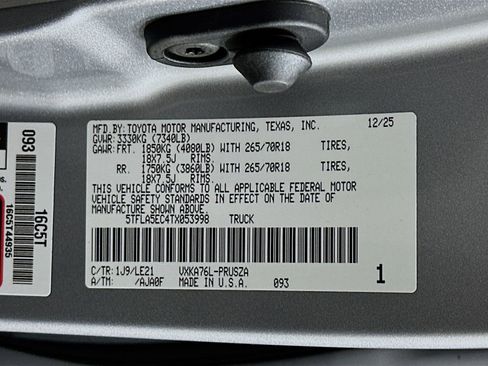 MFD.BY: TOYOTA MOTOR MANUFACTURING, TEXAS, INC. 12/25
GVWR: 3330KG (7340LB)
GAWR: FRT. 1850KG (4080LB) WITH 265/70R18 TIRES,
18X7.5J RIMS.
RR. 1750KG (3860LB) WITH 265/70R18 TIRES,
18X7.5J RIMS.
THIS VEHICLE CONFORMS TO ALL APPLICABLE FEDERAL MOTOR
VEHICLE SAFETY STANDARDS IN EFFECT ON THE DATE OF
MANUFACTURE SHOWN ABOVE.
5TFLA5EC4TX053998 TRUCK
C/TR: 1J9/LE21 VXKA76L-PRUSZA
A/TM: /AJA0F MADE IN U.S.A. 093 1
093
16C5T
16C5T44935